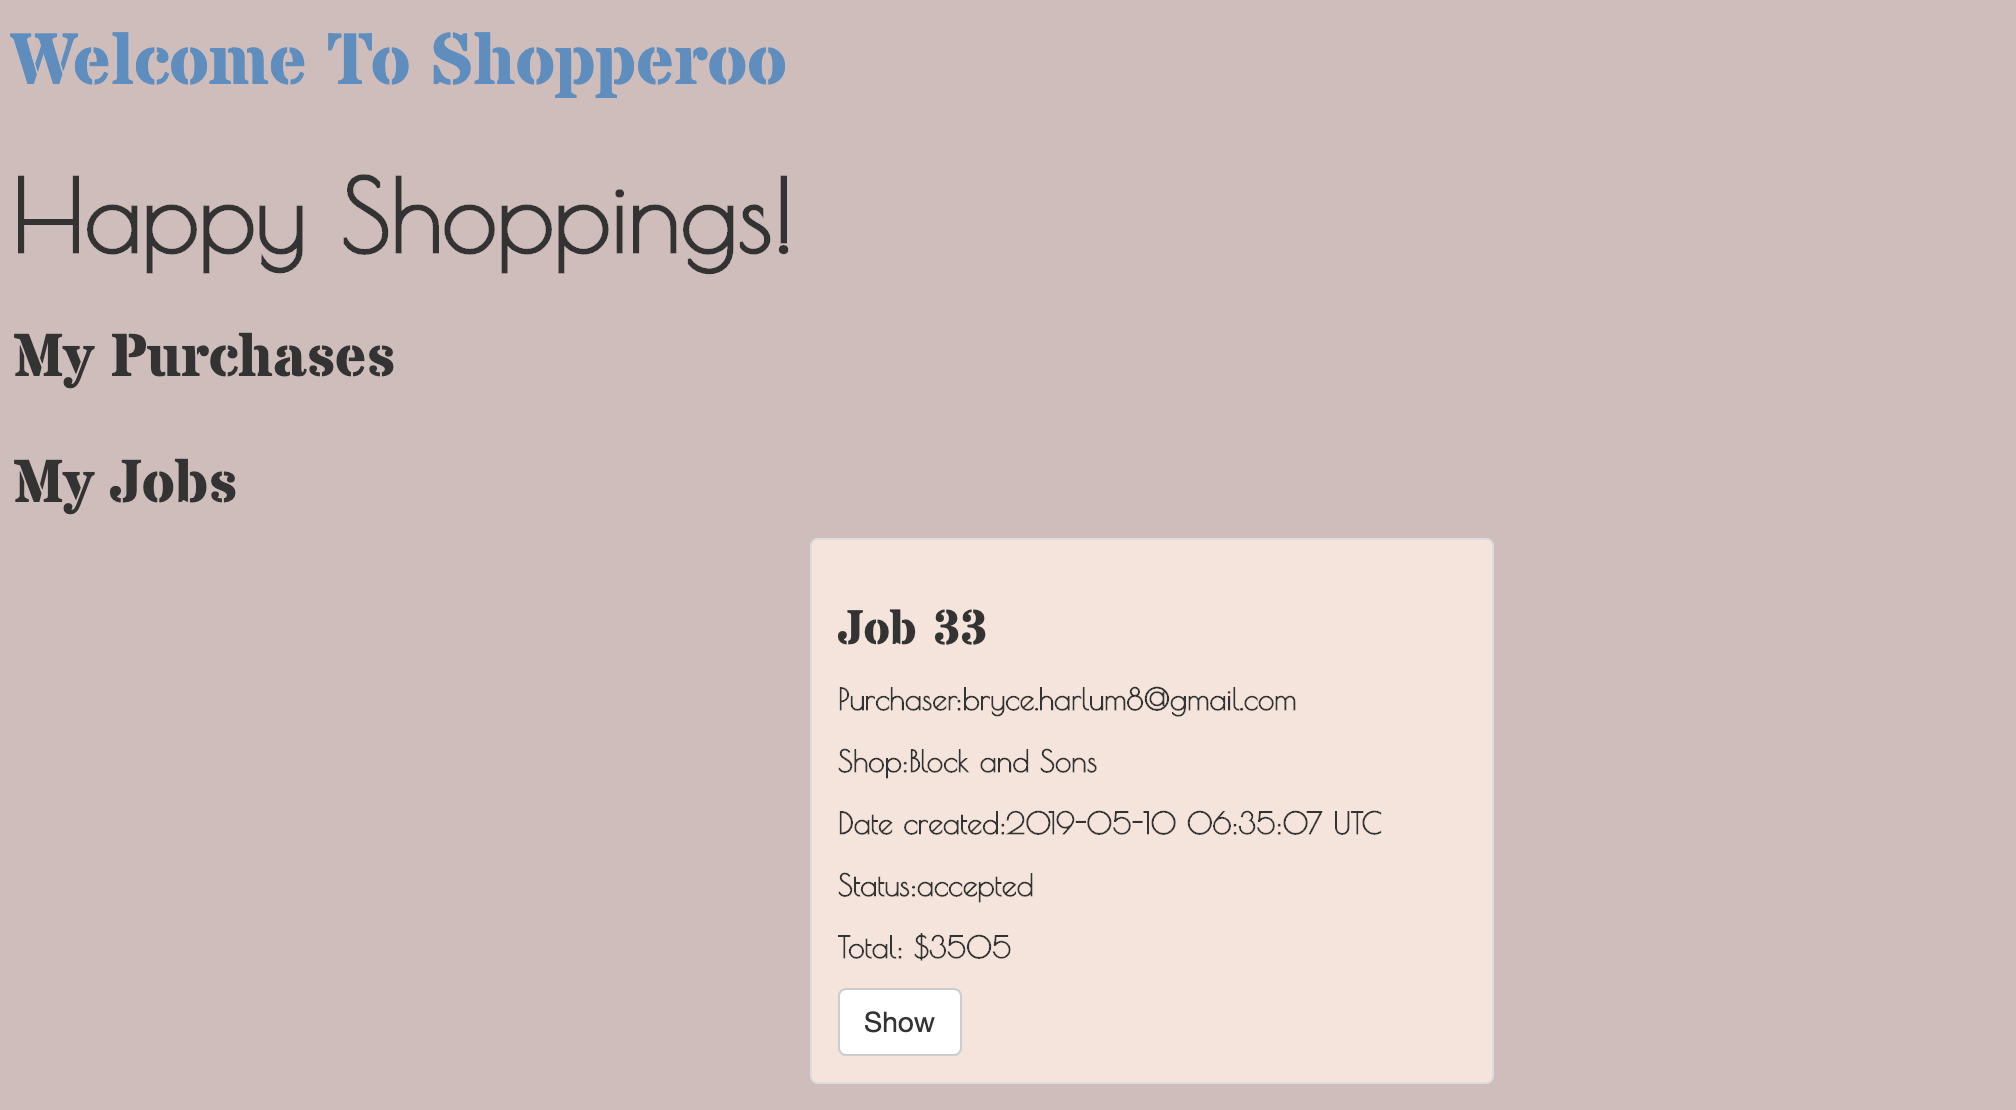 Welcome To Shopperoo
Happy Shoppings!
My Purchases
My Jobs
Job 33
Purchaser:bryce.harlum8@gmail.com
Shop:Block and Sons
Date created:2019-05-10 06:35:07 UTC
Status:accepted
Total: $3505
Show